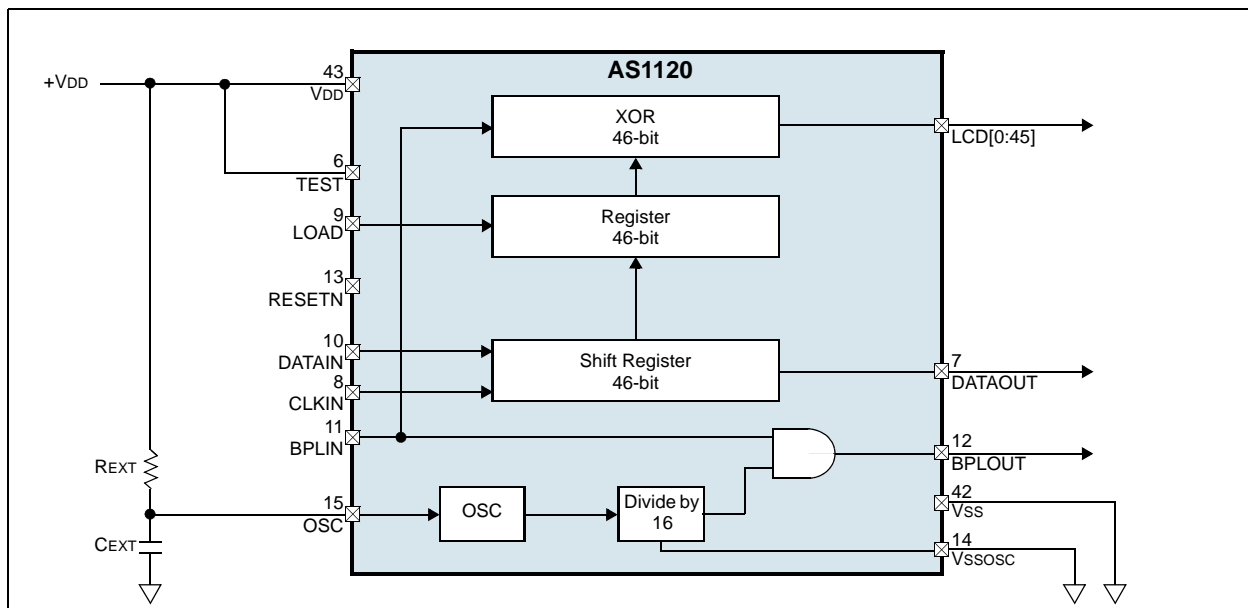 AS1120
+VDD
43
VDD
XOR
46-bit
LCD[0:45]
6
TEST
9
LOAD
Register
46-bit
13
RESETN
10
DATAIN
Shift Register
46-bit
7
DATAOUT
8
CLKIN
11
BPLIN
12
BPLOUT
REXT
15
OSC
OSC
Divide by
16
42
VSS
CEXT
14
VSSOSC